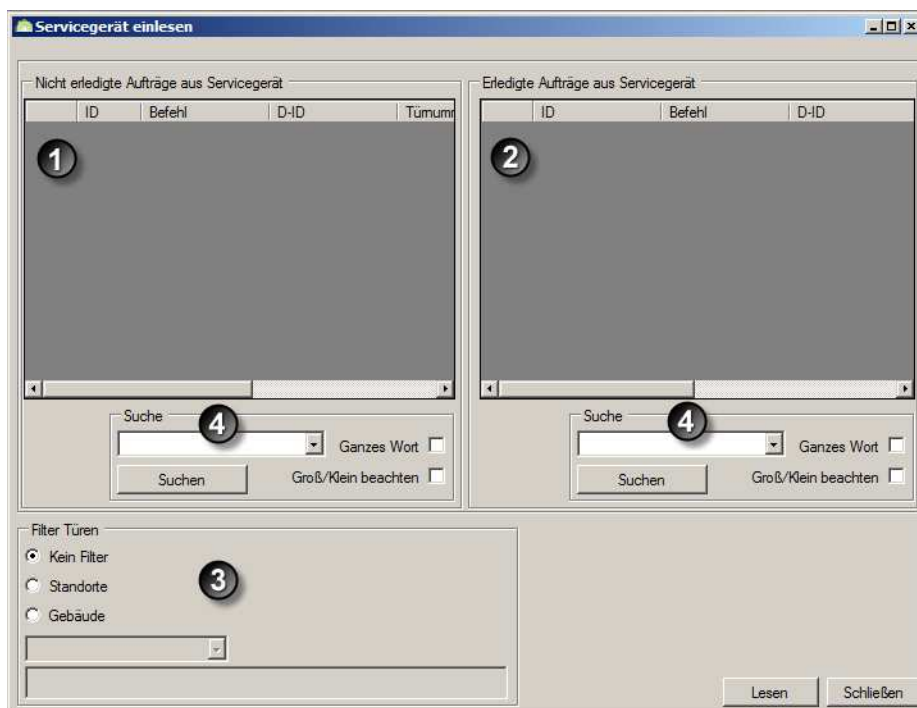 Servicegerät einlesen
Nicht erledigte Aufträge aus Servicegerät
ID Befehl D-ID Türnumr
1
Suche
4
Ganzes Wort
Suchen Groß/Klein beachten
Erledigte Aufträge aus Servicegerät
ID Befehl D-ID
2
Suche
4
Ganzes Wort
Suchen Groß/Klein beachten
Filter Türen
Kein Filter
Standorte
3
Gebäude
Lesen Schließen